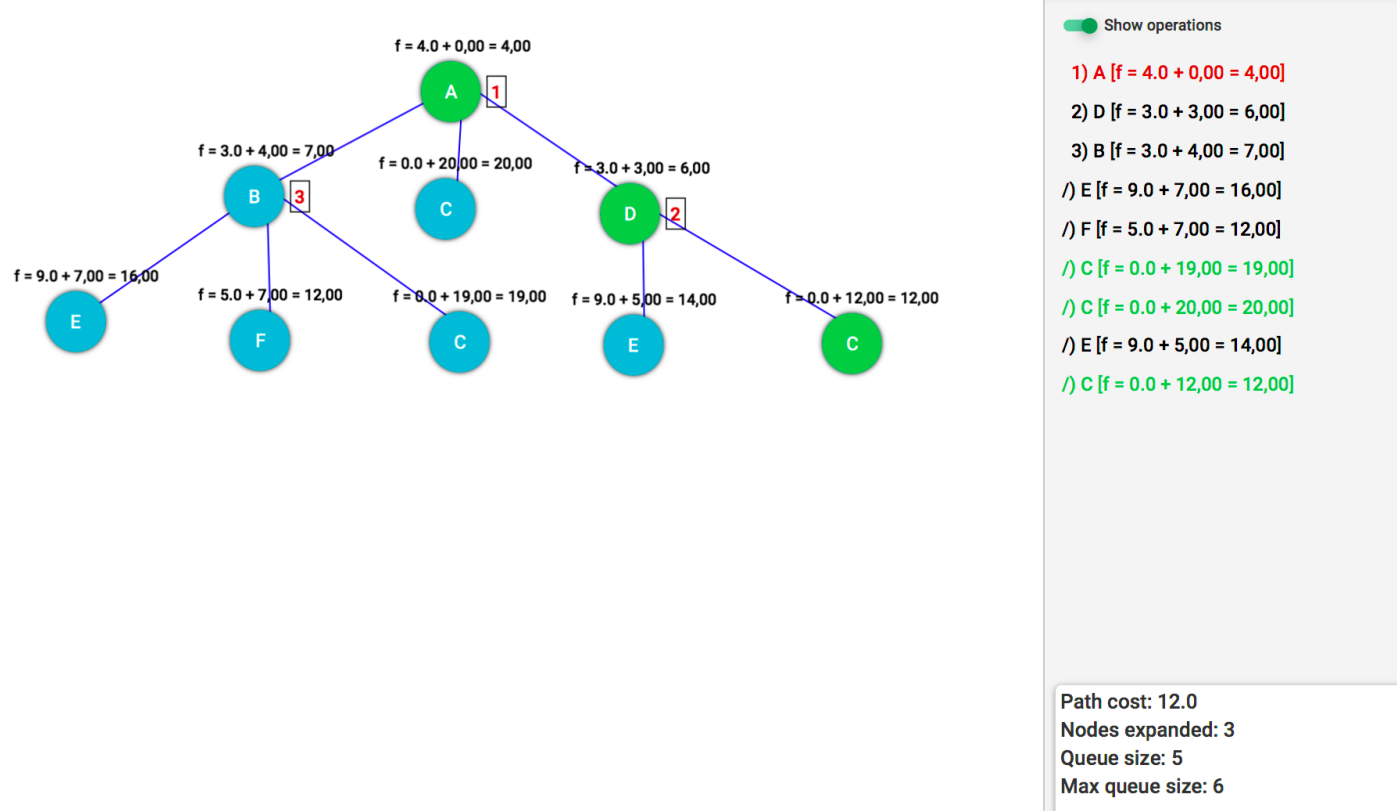 f = 4.0 + 0,00 = 4,00
A
1
f = 3.0 + 4,00 = 7,00
f = 0.0 + 20,00 = 20,00
f = 3.0 + 3,00 = 6,00
B
3
C
D
2
f = 9.0 + 7,00 = 16,00
f = 5.0 + 7,00 = 12,00
f = 0.0 + 19,00 = 19,00
f = 9.0 + 5,00 = 14,00
f = 0.0 + 12,00 = 12,00
E
F
C
E
C
Show operations
1) A [f = 4.0 + 0,00 = 4,00]
2) D [f = 3.0 + 3,00 = 6,00]
3) B [f = 3.0 + 4,00 = 7,00]
/) E [f = 9.0 + 7,00 = 16,00]
/) F [f = 5.0 + 7,00 = 12,00]
/) C [f = 0.0 + 19,00 = 19,00]
/) C [f = 0.0 + 20,00 = 20,00]
/) E [f = 9.0 + 5,00 = 14,00]
/) C [f = 0.0 + 12,00 = 12,00]
Path cost: 12.0
Nodes expanded: 3
Queue size: 5
Max queue size: 6